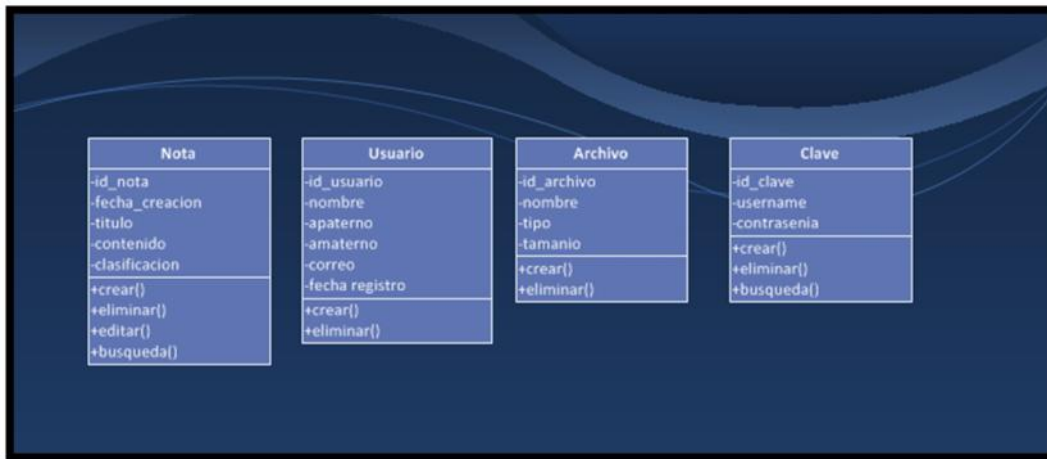 Nota
-id_nota
-fecha_creacion
-titulo
-contenido
-clasificacion
+crear()
+eliminar()
+editar()
+busqueda()
Usuario
-id_usuario
-nombre
-apaterno
-amaterno
-correo
-fecha registro
+crear()
+eliminar()
Archivo
-id_archivo
-nombre
-tipo
-tamanio
+crear()
+eliminar()
Clave
-id_clave
-username
-contrasenia
+crear()
+eliminar()
+busqueda()